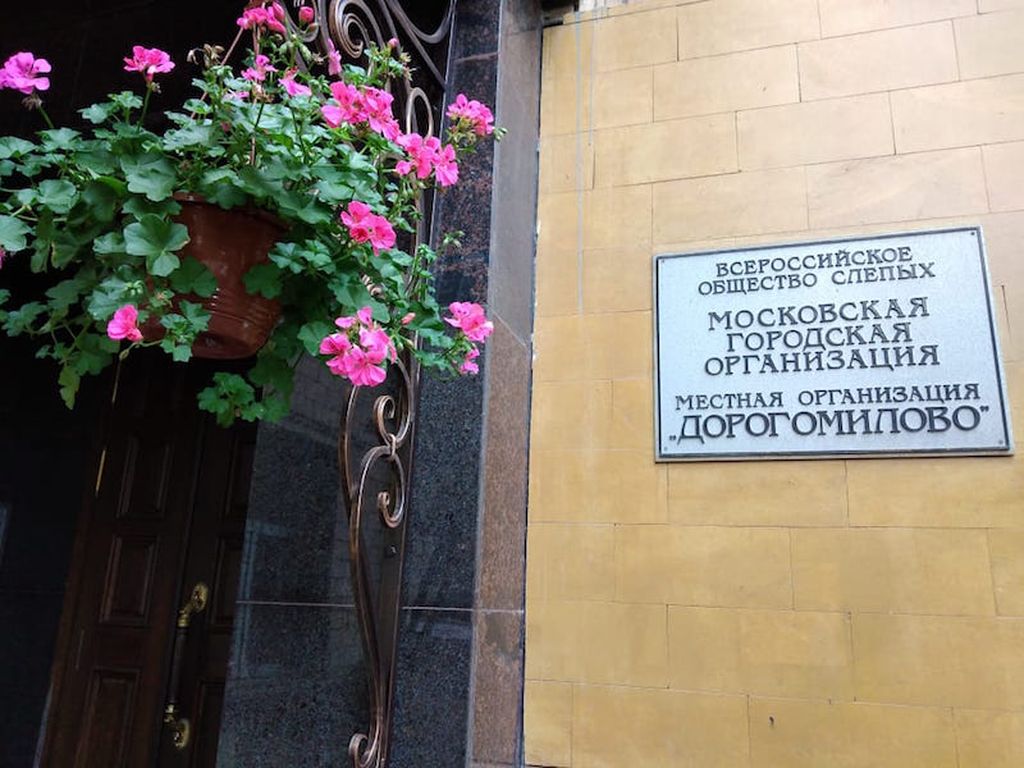 ВСЕРОССИЙСКОЕ
ОБЩЕСТВО СЛЕПЫХ
МОСКОВСКАЯ
ГОРОДСКАЯ
ОРГАНИЗАЦИЯ
МЕСТНАЯ ОРГАНИЗАЦИЯ
„ДОРОГОМИЛОВО”